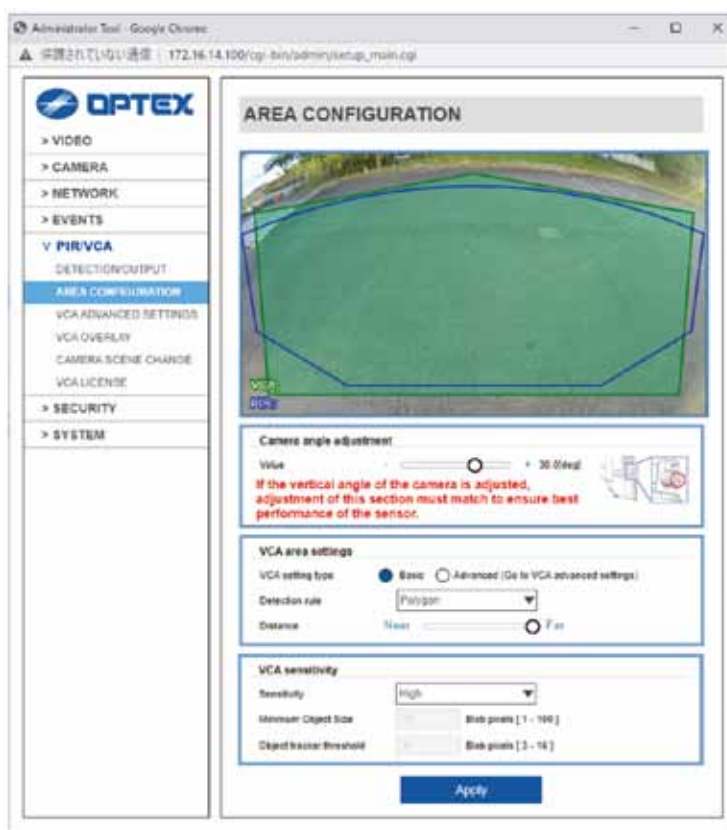 Administrator Tool - Google Chrome
保護されていない通信 | 172.16.14.100/cgi-bin/admin/setup_main.cgi
OPTEX
> VIDEO
> CAMERA
> NETWORK
> EVENTS
∨ PIR/VCA
DETECTION/OUTPUT
AREA CONFIGURATION
VCA ADVANCED SETTINGS
VCA OVERLAY
CAMERA SCENE CHANGE
VCA LICENSE
> SECURITY
> SYSTEM
AREA CONFIGURATION
VCA
Camera angle adjustment
Value - + 30.0(deg)
If the vertical angle of the camera is adjusted,
adjustment of this section must match to ensure best
performance of the sensor.
VCA area settings
VCA setting type Basic Advanced (Go to VCA advanced settings)
Detection rule Polygon
Distance Near Far
VCA sensitivity
Sensitivity High
Minimum Object Size Blob pixels [ 1 - 100 ]
Object tracker threshold Blob pixels [ 3 - 16 ]
Apply